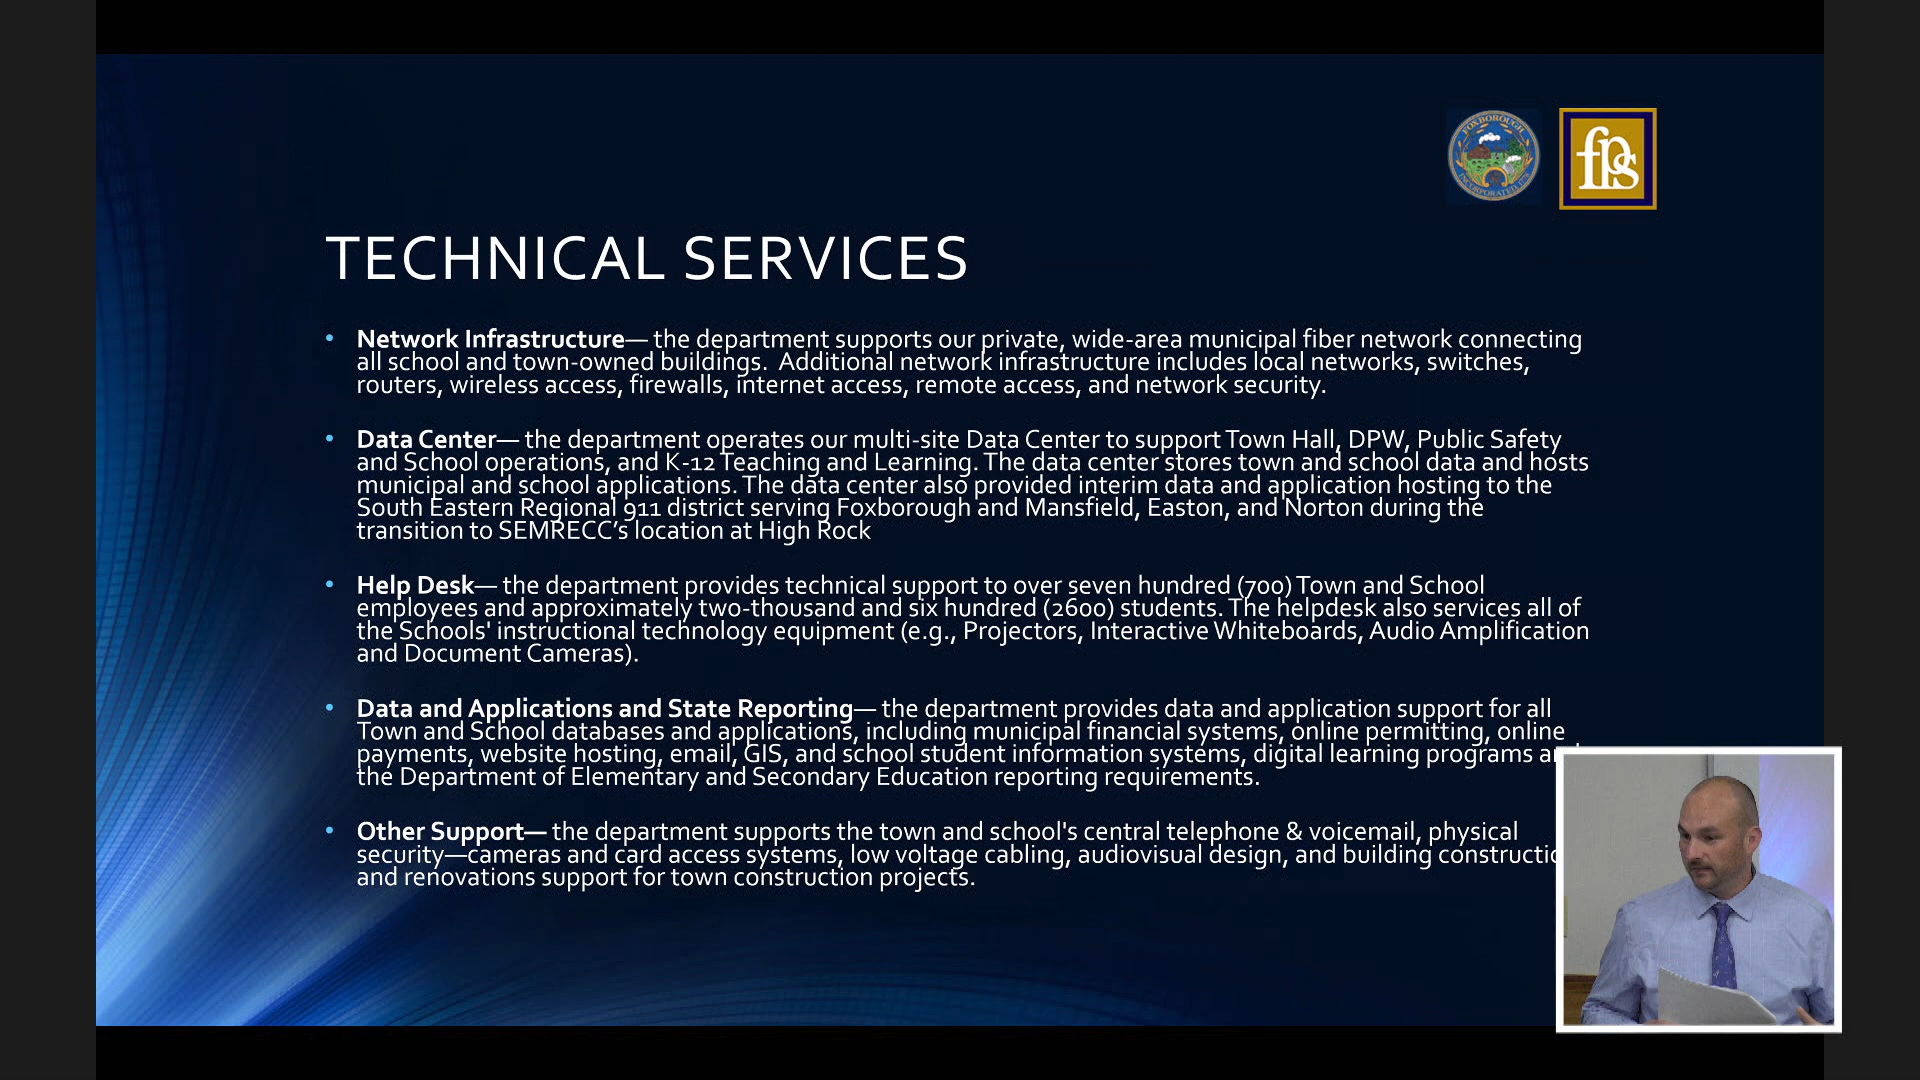 FOXBOROUGH
INCORPORATED 1778
fps
TECHNICAL SERVICES
• Network Infrastructure— the department supports our private, wide-area municipal fiber network connecting
all school and town-owned buildings.  Additional network infrastructure includes local networks, switches,
routers, wireless access, firewalls, internet access, remote access, and network security.
• Data Center— the department operates our multi-site Data Center to support Town Hall, DPW, Public Safety
and School operations, and K-12 Teaching and Learning. The data center stores town and school data and hosts
municipal and school applications. The data center also provided interim data and application hosting to the
South Eastern Regional 911 district serving Foxborough and Mansfield, Easton, and Norton during the
transition to SEMRECC’s location at High Rock
• Help Desk— the department provides technical support to over seven hundred (700) Town and School
employees and approximately two-thousand and six hundred (2600) students. The helpdesk also services all of
the Schools' instructional technology equipment (e.g., Projectors, Interactive Whiteboards, Audio Amplification
and Document Cameras).
• Data and Applications and State Reporting— the department provides data and application support for all
Town and School databases and applications, including municipal financial systems, online permitting, online
payments, website hosting, email, GIS, and school student information systems, digital learning programs
the Department of Elementary and Secondary Education reporting requirements.
• Other Support— the department supports the town and school's central telephone & voicemail, physical
security—cameras and card access systems, low voltage cabling, audiovisual design, and building constructio
and renovations support for town construction projects.